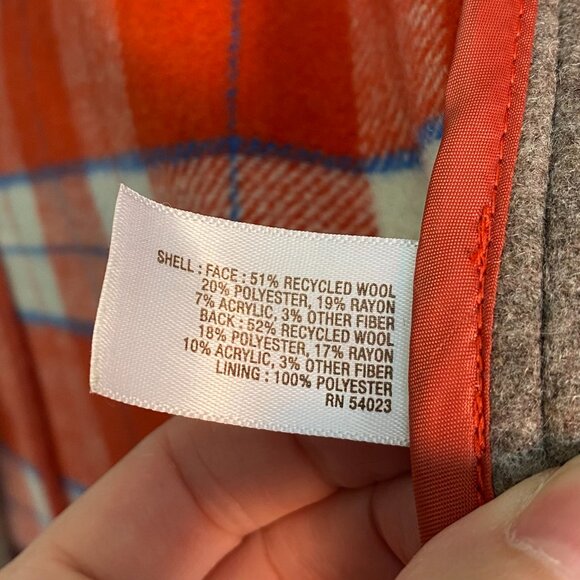 SHELL : FACE : 51% RECYCLED WOOL
20% POLYESTER, 19% RAYON
7% ACRYLIC, 3% OTHER FIBER
BACK : 52% RECYCLED WOOL
18% POLYESTER, 17% RAYON
10% ACRYLIC, 3% OTHER FIBER
LINING : 100% POLYESTER
RN 54023